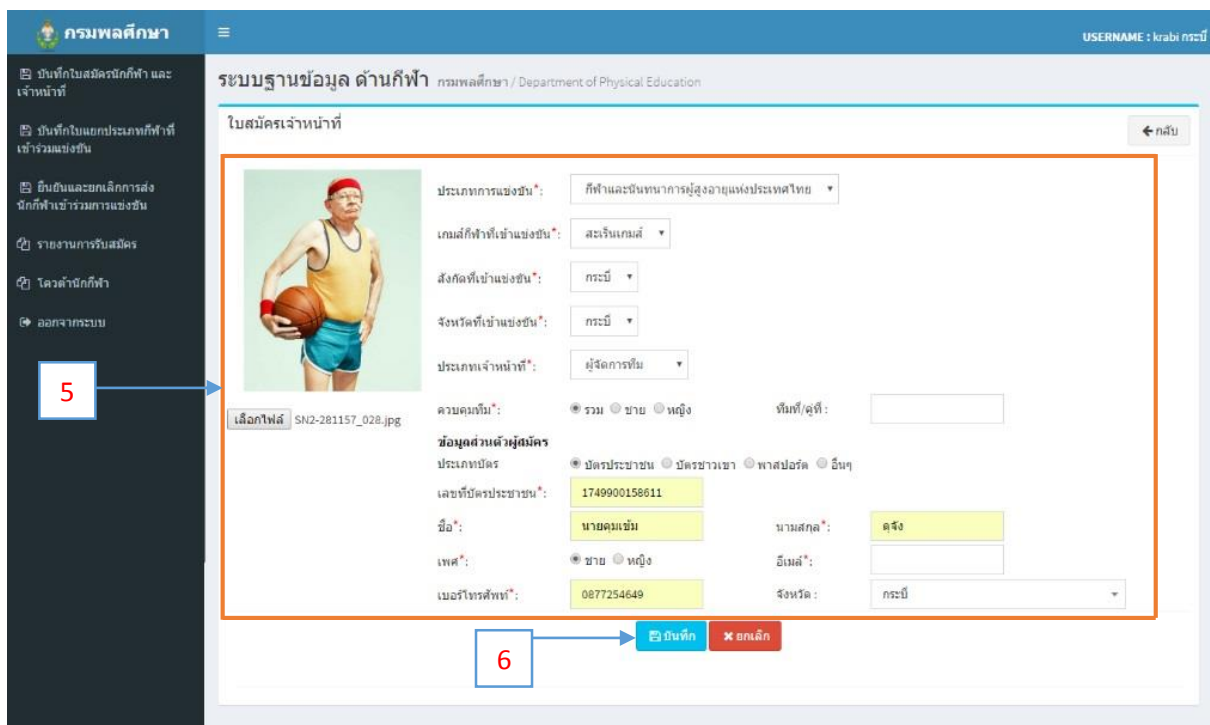 กรมพลศึกษา
USERNAME : krabi กระบี่
บันทึกใบสมัครนักกีฬา และ
เจ้าหน้าที่
บันทึกใบแยกประเภทกีฬาที่
เข้าร่วมแข่งขัน
ยืนยันและยกเลิกการส่ง
นักกีฬาเข้าร่วมการแข่งขัน
รายงานการรับสมัคร
โควต้านักกีฬา
ออกจากระบบ
ระบบฐานข้อมูล ด้านกีฬา กรมพลศึกษา / Department of Physical Education
ใบสมัครเจ้าหน้าที่
กลับ
5
เลือกไฟล์ SN2-281157_028.jpg
ประเภทการแข่งขัน*: กีฬาและนันทนาการผู้สูงอายุแห่งประเทศไทย
เกมส์กีฬาที่เข้าแข่งขัน*: สะเร็นเกมส์
สังกัดที่เข้าแข่งขัน*: กระบี่
จังหวัดที่เข้าแข่งขัน*: กระบี่
ประเภทเจ้าหน้าที่*: ผู้จัดการทีม
ควบคุมทีม*: รวม ชาย หญิง ทีมที่/คู่ที่ :
ข้อมูลส่วนตัวผู้สมัคร
ประเภทบัตร บัตรประชาชน บัตรชาวเขา พาสปอร์ต อื่นๆ
เลขที่บัตรประชาชน*: 1749900158611
ชื่อ*: นายคุมเข้ม นามสกุล*: ดุจัง
เพศ*: ชาย หญิง อีเมล์*:
เบอร์โทรศัพท์*: 0877254649 จังหวัด : กระบี่
6
บันทึก ยกเลิก